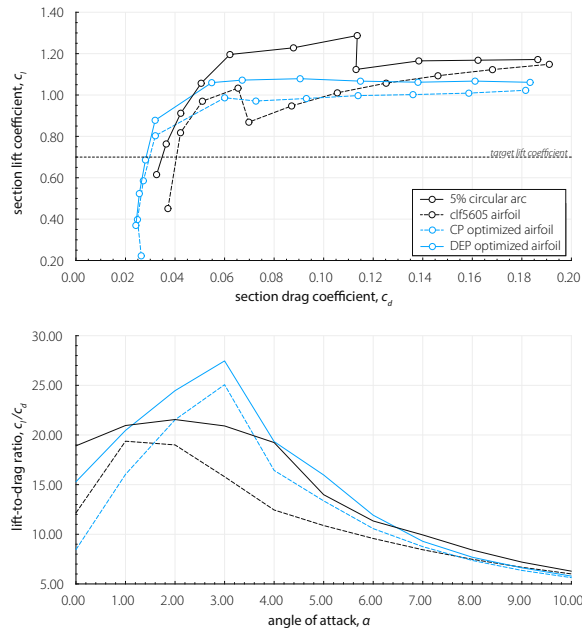 1.40
1.20
1.00
0.80
0.60
0.40
0.20
section lift coefficient, cl
target lift coefficient
5% circular arc
clf5605 airfoil
CP optimized airfoil
DEP optimized airfoil
0.00 0.02 0.04 0.06 0.08 0.10 0.12 0.14 0.16 0.18 0.20
section drag coefficient, cd
30.00
25.00
20.00
15.00
10.00
5.00
lift-to-drag ratio, cl/cd
0.00 1.00 2.00 3.00 4.00 5.00 6.00 7.00 8.00 9.00 10.00
angle of attack, α